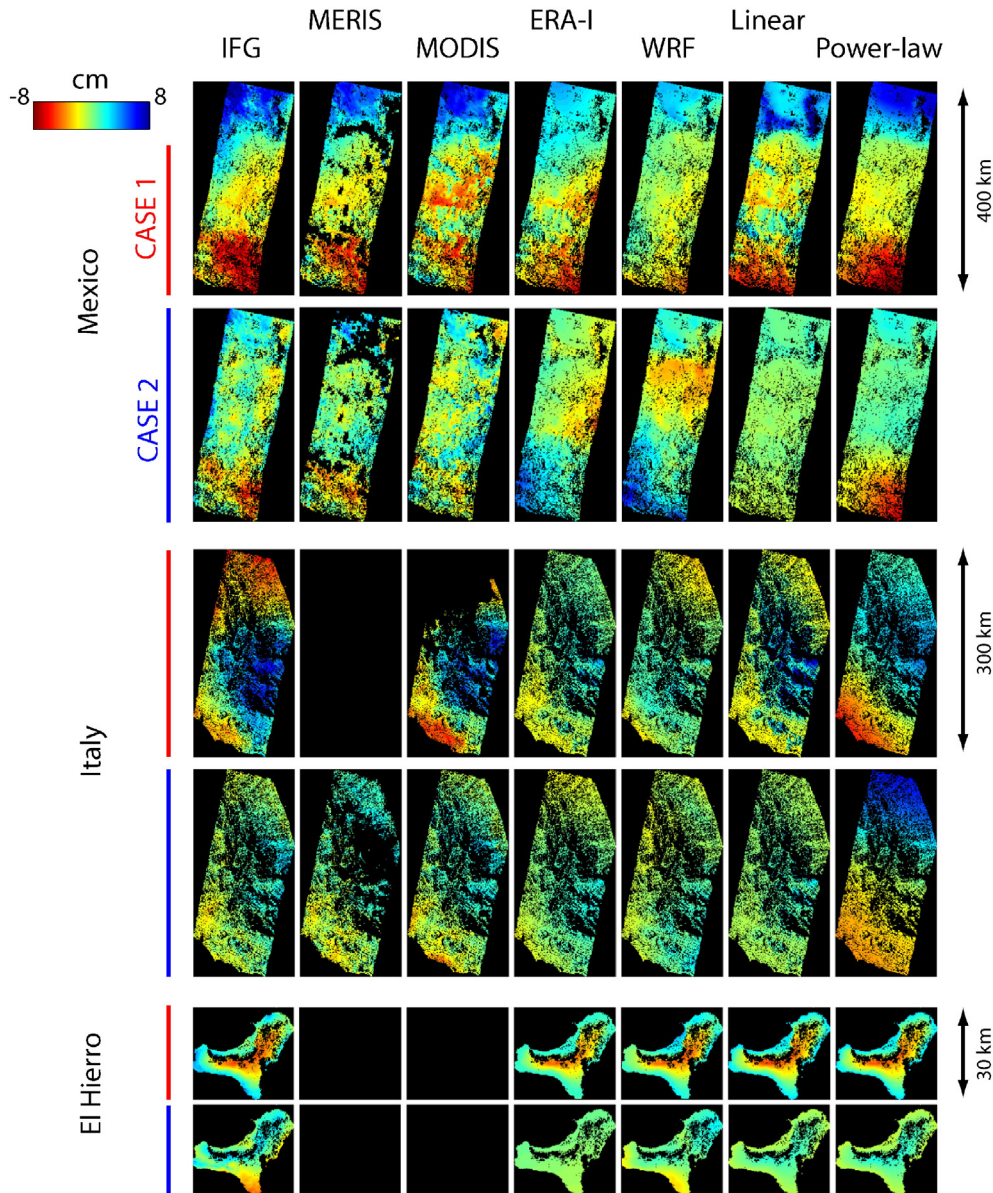 MERIS
ERA-I
Linear
IFG
MODIS
WRF
Power-law
cm
-8
8
CASE 1
Mexico
400 km
CASE 2
Italy
300 km
El Hierro
30 km